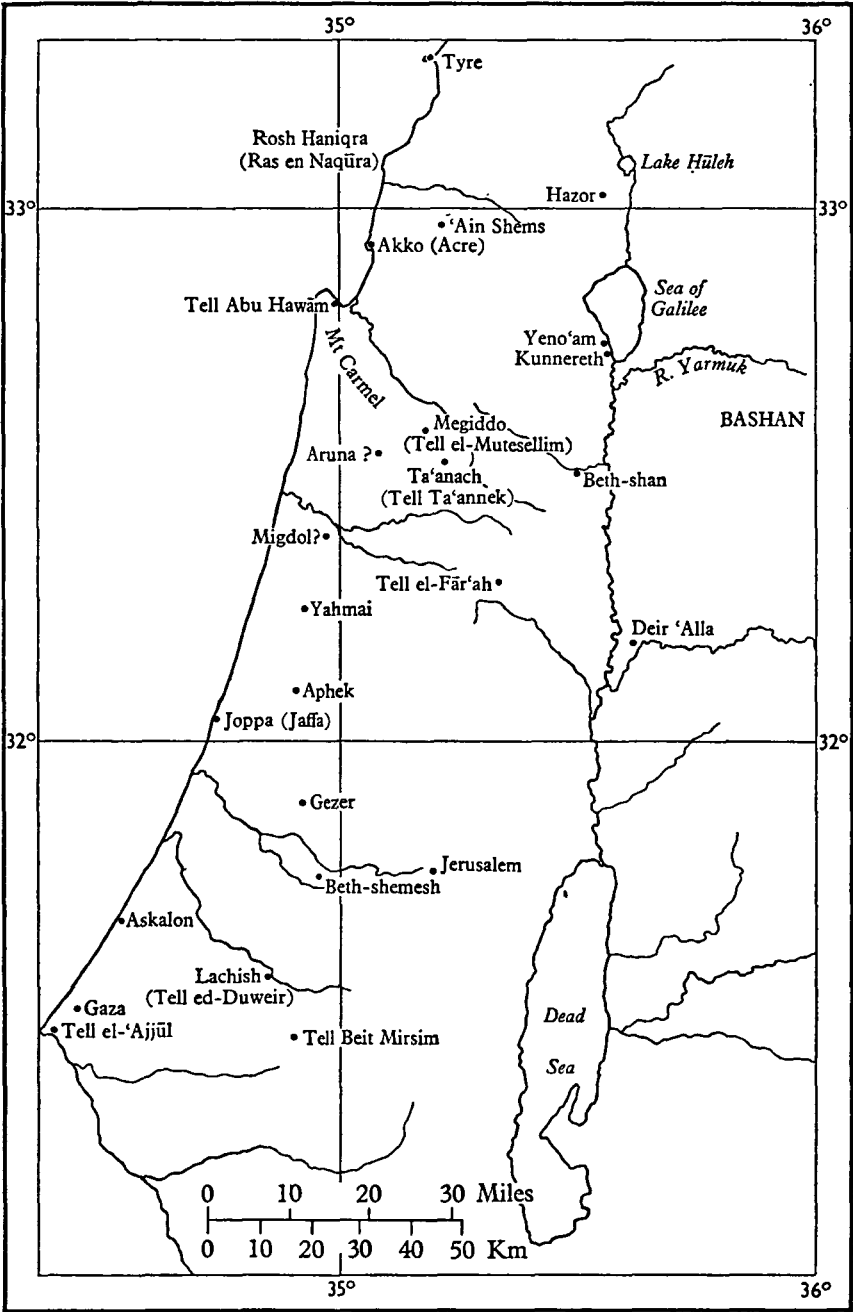 35°
36°
Tyre
Rosh Haniqra
(Ras en Naqūra)
Lake Ḥūleh
Hazor
33°
33°
‘Ain Shems
Akko (Acre)
Sea of
Galilee
Tell Abu Hawām
Mt Carmel
Yeno‘am
Kunnereth
R. Yarmuk
BASHAN
Megiddo
(Tell el-Mutesellim)
Aruna ?
Ta‘anach
(Tell Ta‘annek)
Beth-shan
Migdol?
Tell el-Fār‘ah
Yahmai
Deir ‘Alla
Aphek
Joppa (Jaffa)
32°
32°
Gezer
Jerusalem
Beth-shemesh
Askalon
Lachish
(Tell ed-Duweir)
Gaza
Tell el-‘Ajjūl
Tell Beit Mirsim
Dead
Sea
0 10 20 30 Miles
0 10 20 30 40 50 Km
35°
36°